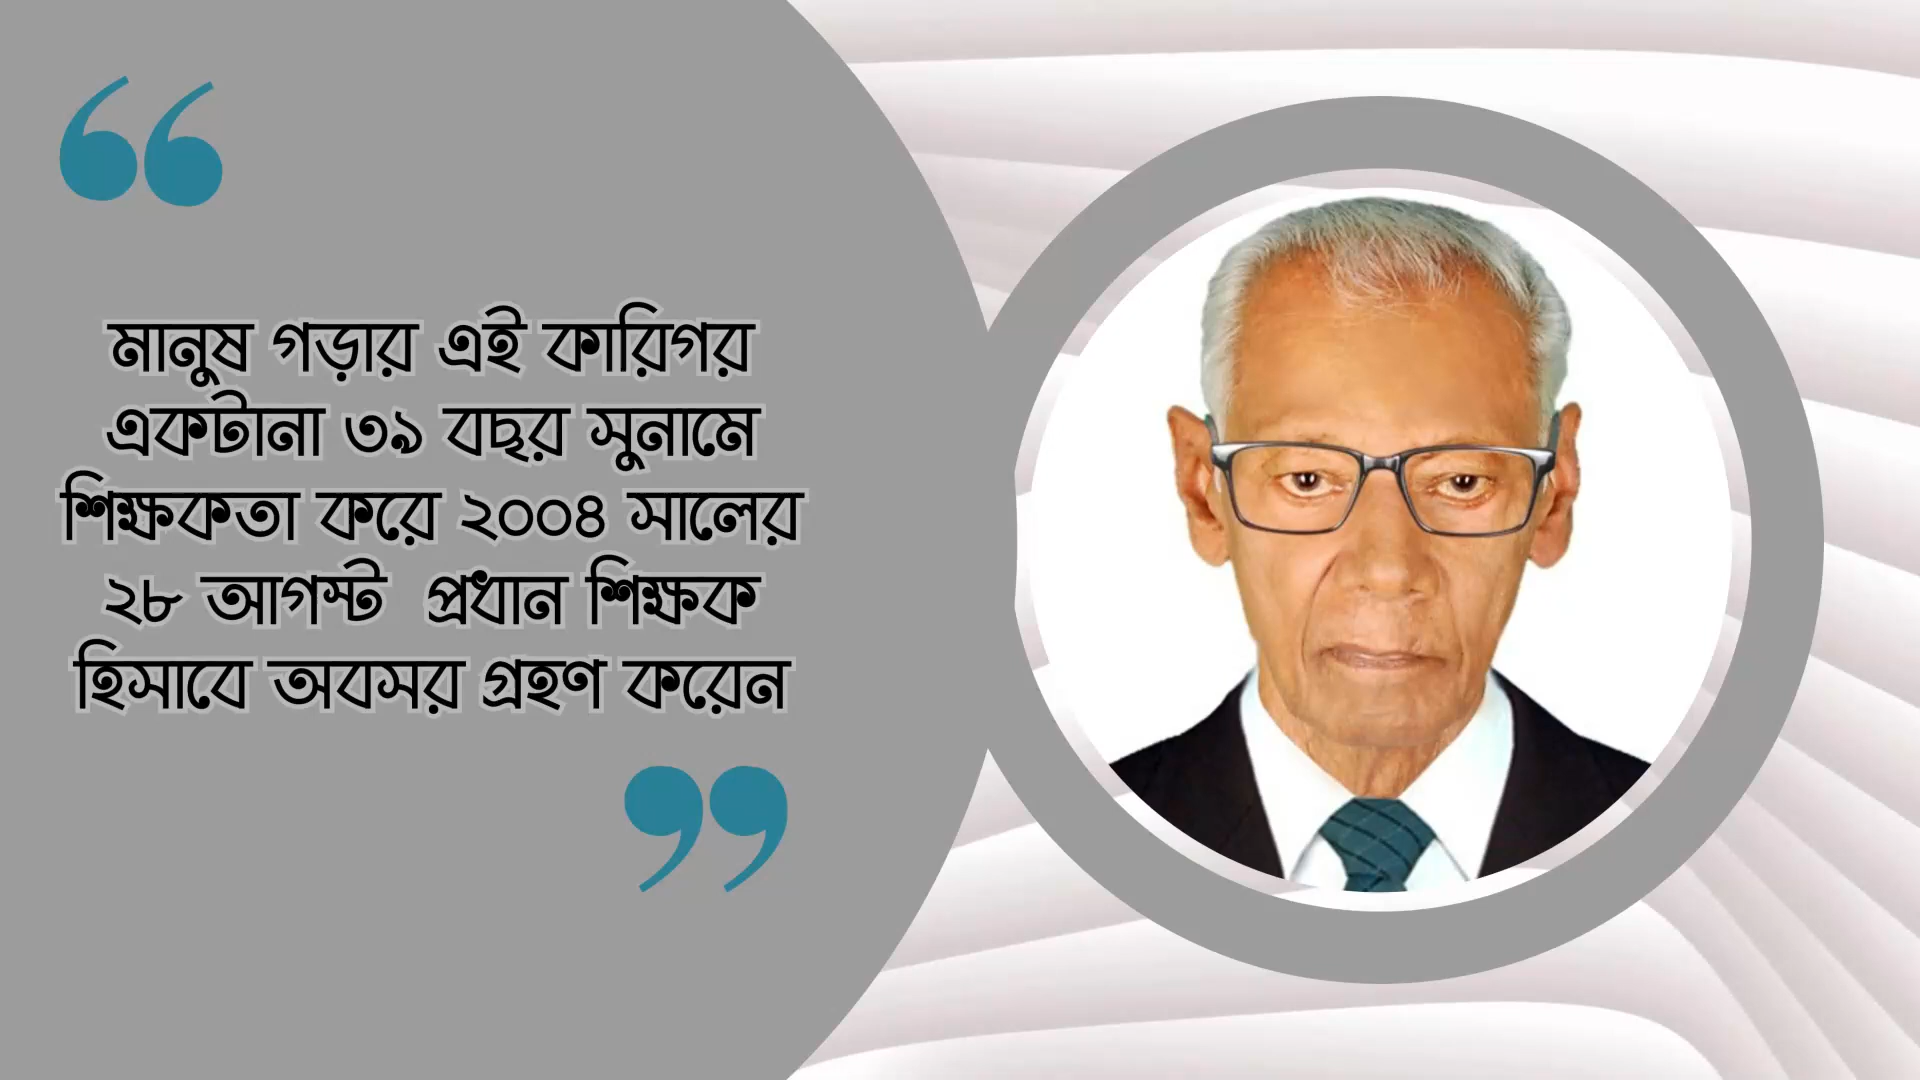 মানুষ গড়ার এই কারিগর
একটানা ৩৯ বছর সুনামে
শিক্ষকতা করে ২০০৪ সালের
২৮ আগস্ট  প্রধান শিক্ষক
হিসাবে অবসর গ্রহণ করেন